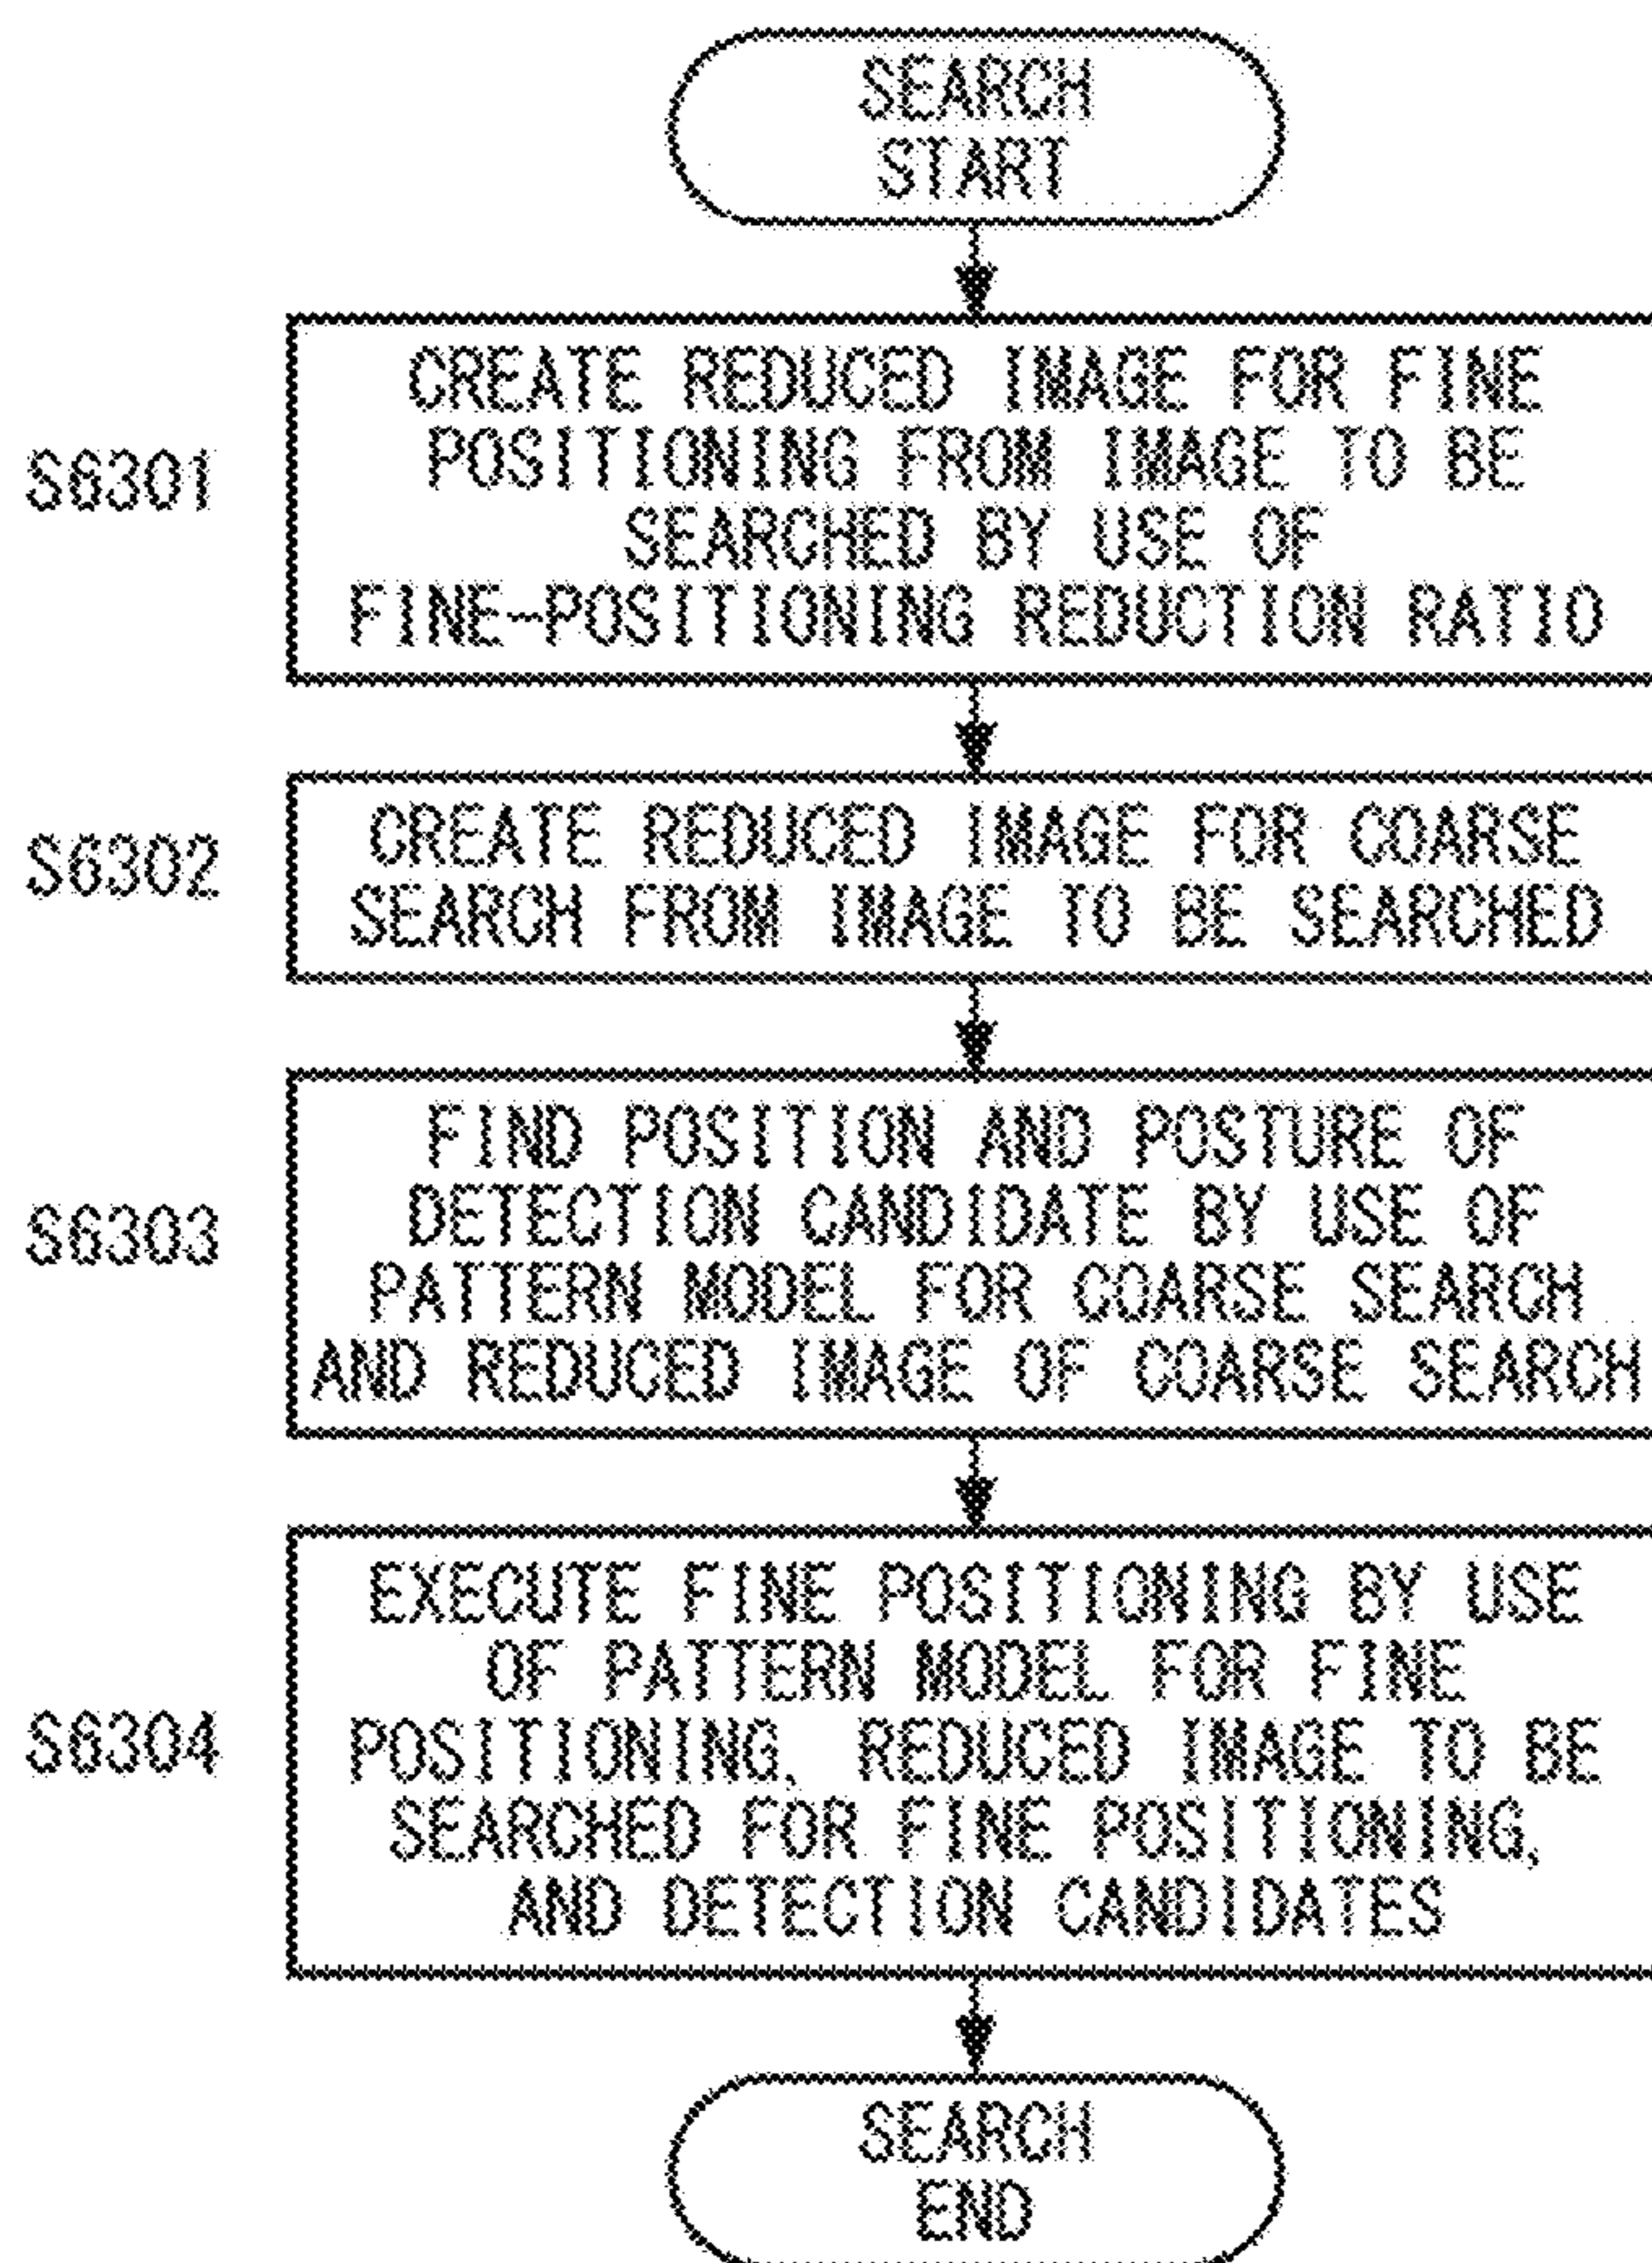 SEARCH
START
S6301
CREATE REDUCED IMAGE FOR FINE
POSITIONING FROM IMAGE TO BE
SEARCHED BY USE OF
FINE-POSITIONING REDUCTION RATIO
S6302
CREATE REDUCED IMAGE FOR COARSE
SEARCH FROM IMAGE TO BE SEARCHED
S6303
FIND POSITION AND POSTURE OF
DETECTION CANDIDATE BY USE OF
PATTERN MODEL FOR COARSE SEARCH
AND REDUCED IMAGE OF COARSE SEARCH
S6304
EXECUTE FINE POSITIONING BY USE
OF PATTERN MODEL FOR FINE
POSITIONING, REDUCED IMAGE TO BE
SEARCHED FOR FINE POSITIONING,
AND DETECTION CANDIDATES
SEARCH
END